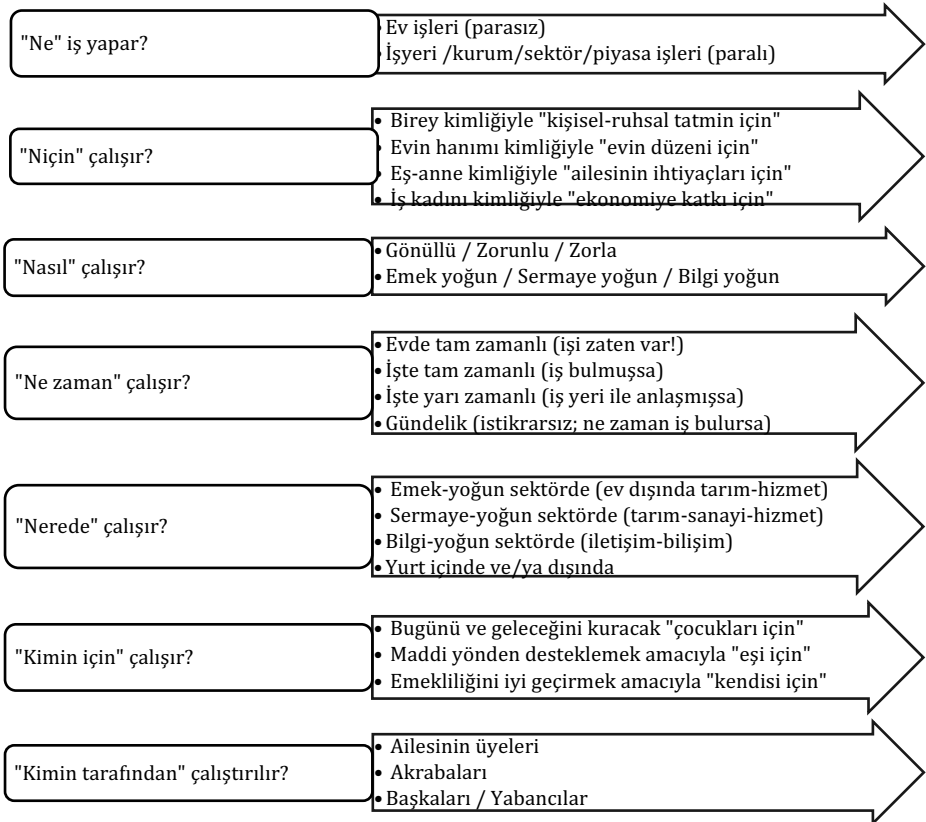 "Ne" iş yapar?
• Ev işleri (parasız)
• İşyeri /kurum/sektör/piyasa işleri (paralı)
"Niçin" çalışır?
• Birey kimliğiyle "kişisel-ruhsal tatmin için"
• Evin hanımı kimliğiyle "evin düzeni için"
• Eş-anne kimliğiyle "ailesinin ihtiyaçları için"
• İş kadını kimliğiyle "ekonomiye katkı için"
"Nasıl" çalışır?
• Gönüllü / Zorunlu / Zorla
• Emek yoğun / Sermaye yoğun / Bilgi yoğun
"Ne zaman" çalışır?
• Evde tam zamanlı (işi zaten var!)
• İşte tam zamanlı (iş bulmuşsa)
• İşte yarı zamanlı (iş yeri ile anlaşmışsa)
• Gündelik (istikrarsız; ne zaman iş bulursa)
"Nerede" çalışır?
• Emek-yoğun sektörde (ev dışında tarım-hizmet)
• Sermaye-yoğun sektörde (tarım-sanayi-hizmet)
• Bilgi-yoğun sektörde (iletişim-bilişim)
• Yurt içinde ve/ya dışında
"Kimin için" çalışır?
• Bugünü ve geleceğini kuracak "çocukları için"
• Maddi yönden desteklemek amacıyla "eşi için"
• Emekliliğini iyi geçirmek amacıyla "kendisi için"
"Kimin tarafından" çalıştırılır?
• Ailesinin üyeleri
• Akrabaları
• Başkaları / Yabancılar